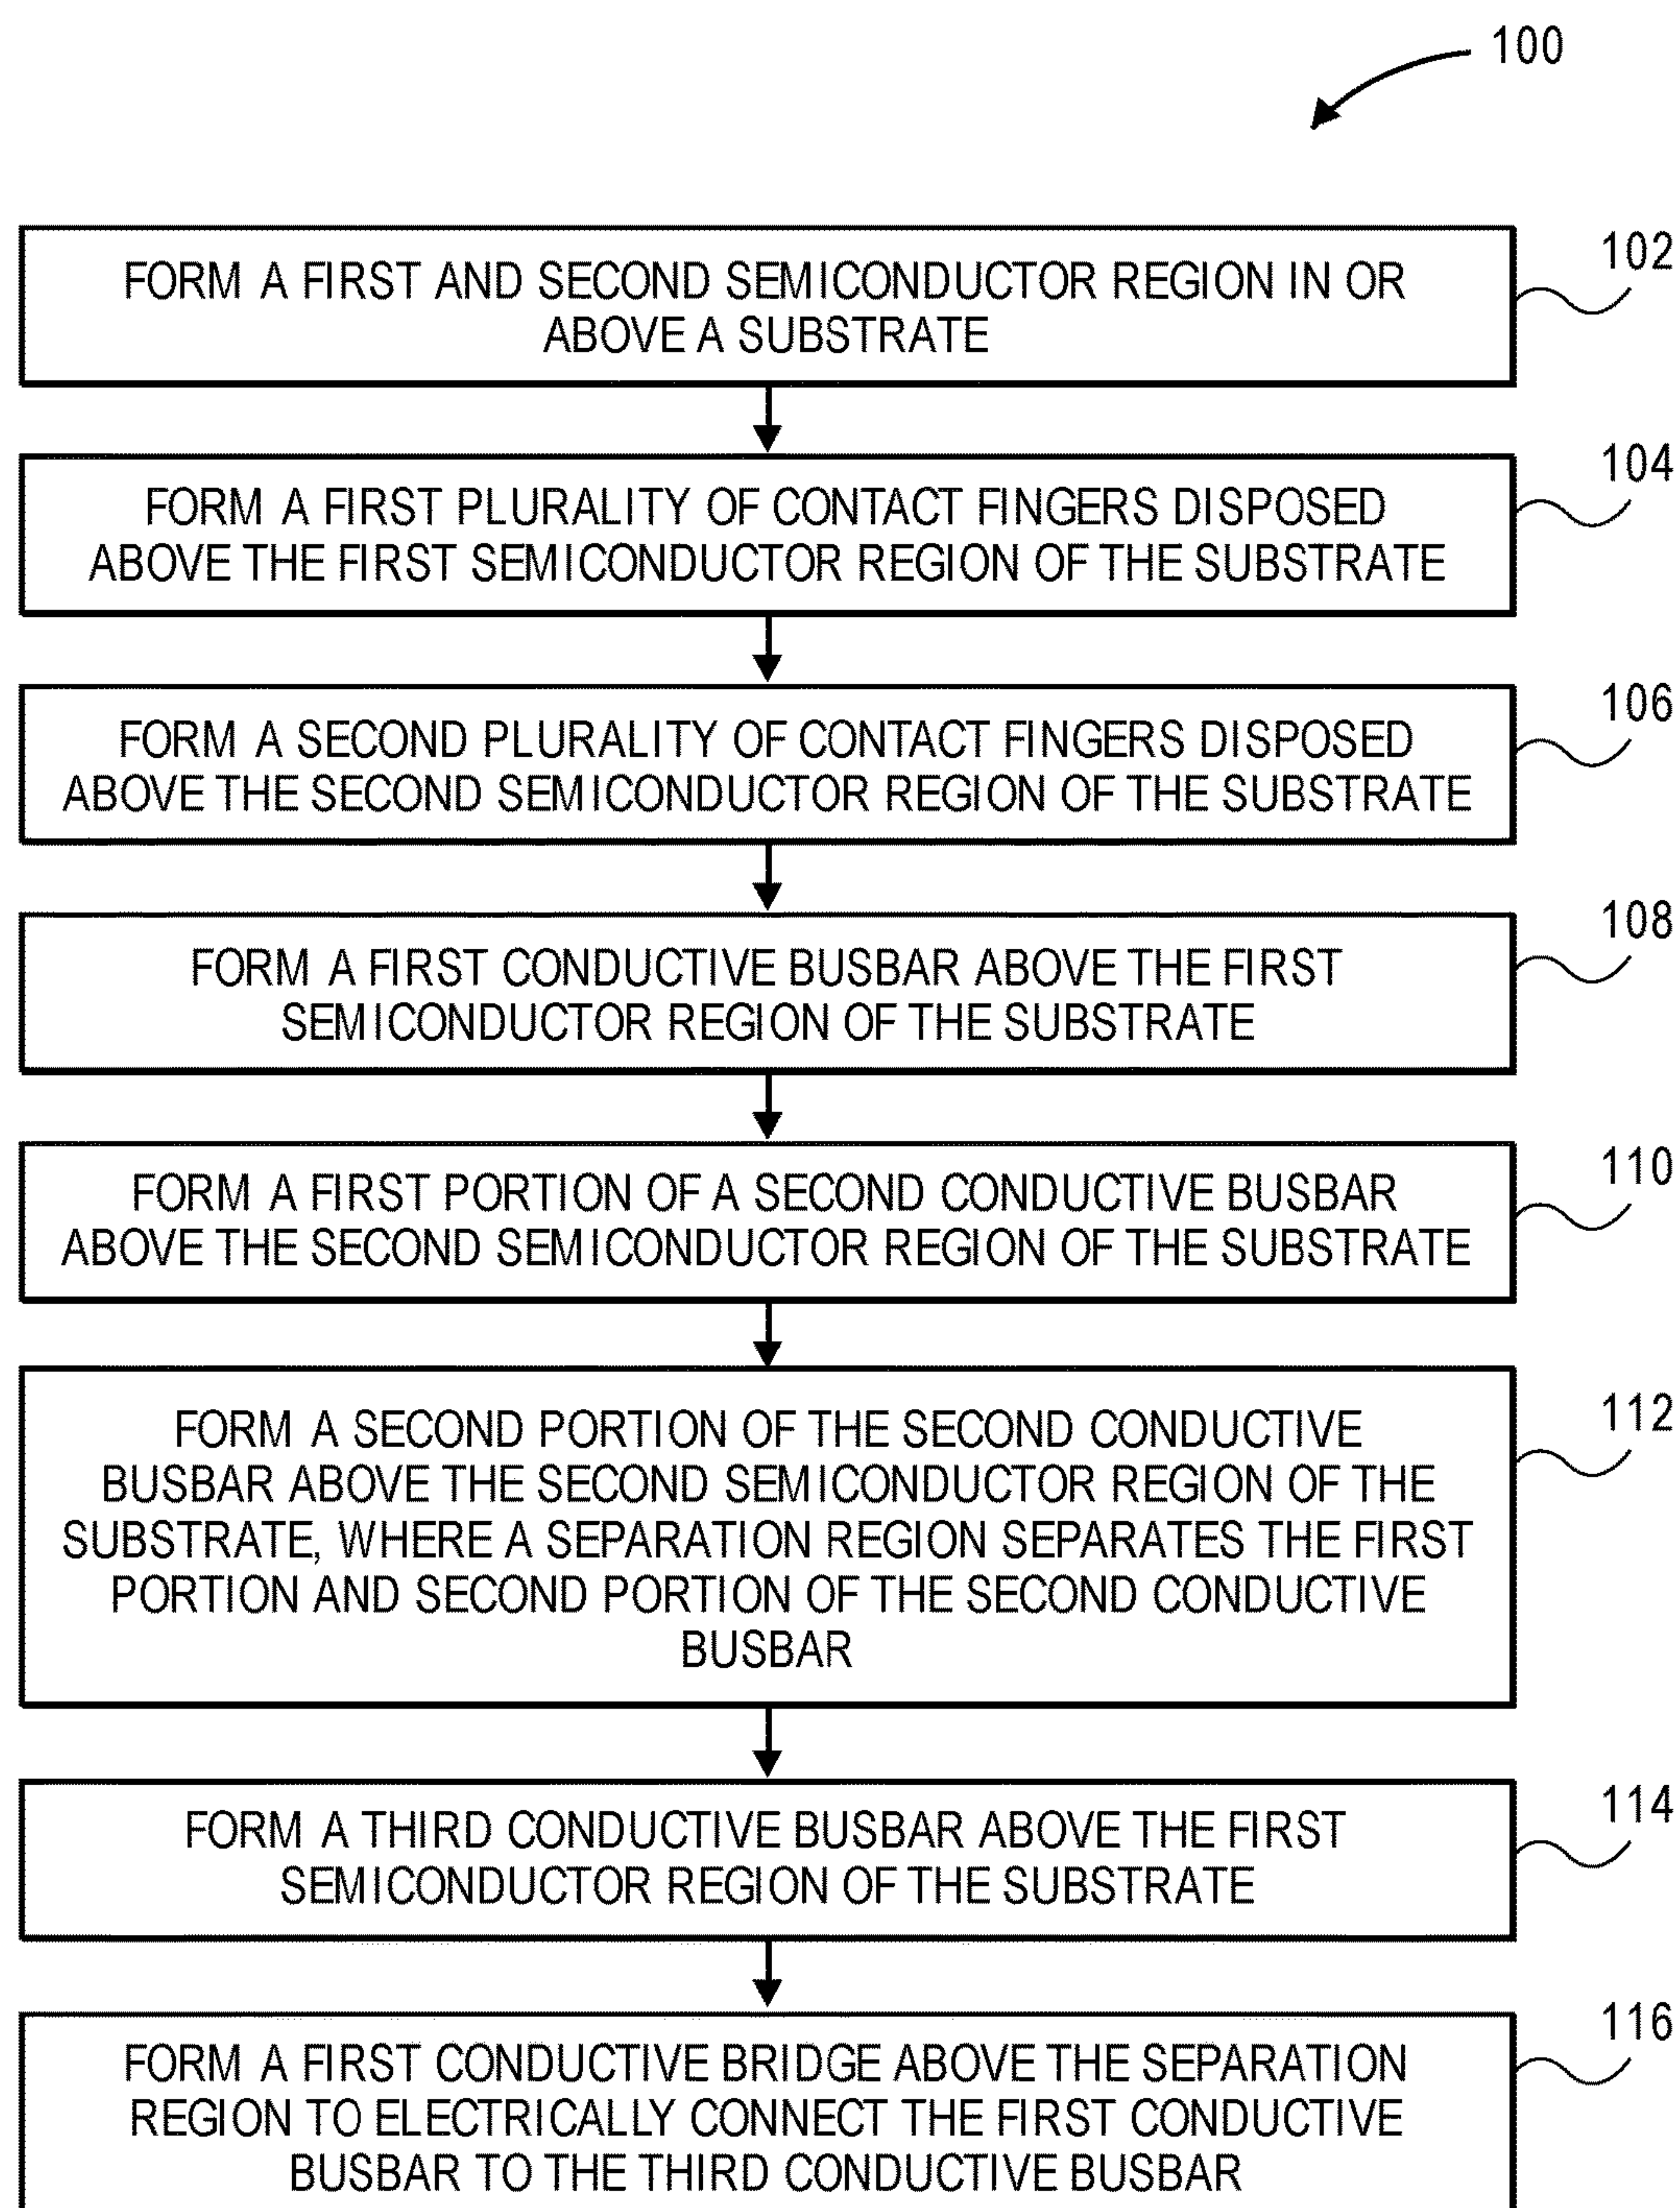 100
FORM A FIRST AND SECOND SEMICONDUCTOR REGION IN OR
ABOVE A SUBSTRATE
102
FORM A FIRST PLURALITY OF CONTACT FINGERS DISPOSED
ABOVE THE FIRST SEMICONDUCTOR REGION OF THE SUBSTRATE
104
FORM A SECOND PLURALITY OF CONTACT FINGERS DISPOSED
ABOVE THE SECOND SEMICONDUCTOR REGION OF THE SUBSTRATE
106
FORM A FIRST CONDUCTIVE BUSBAR ABOVE THE FIRST
SEMICONDUCTOR REGION OF THE SUBSTRATE
108
FORM A FIRST PORTION OF A SECOND CONDUCTIVE BUSBAR
ABOVE THE SECOND SEMICONDUCTOR REGION OF THE SUBSTRATE
110
FORM A SECOND PORTION OF THE SECOND CONDUCTIVE
BUSBAR ABOVE THE SECOND SEMICONDUCTOR REGION OF THE
SUBSTRATE, WHERE A SEPARATION REGION SEPARATES THE FIRST
PORTION AND SECOND PORTION OF THE SECOND CONDUCTIVE
BUSBAR
112
FORM A THIRD CONDUCTIVE BUSBAR ABOVE THE FIRST
SEMICONDUCTOR REGION OF THE SUBSTRATE
114
FORM A FIRST CONDUCTIVE BRIDGE ABOVE THE SEPARATION
REGION TO ELECTRICALLY CONNECT THE FIRST CONDUCTIVE
BUSBAR TO THE THIRD CONDUCTIVE BUSBAR
116